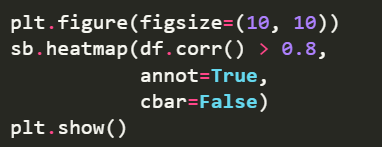 plt.figure(figsize=(10, 10))
sb.heatmap(df.corr() > 0.8,
           annot=True,
           cbar=False)
plt.show()